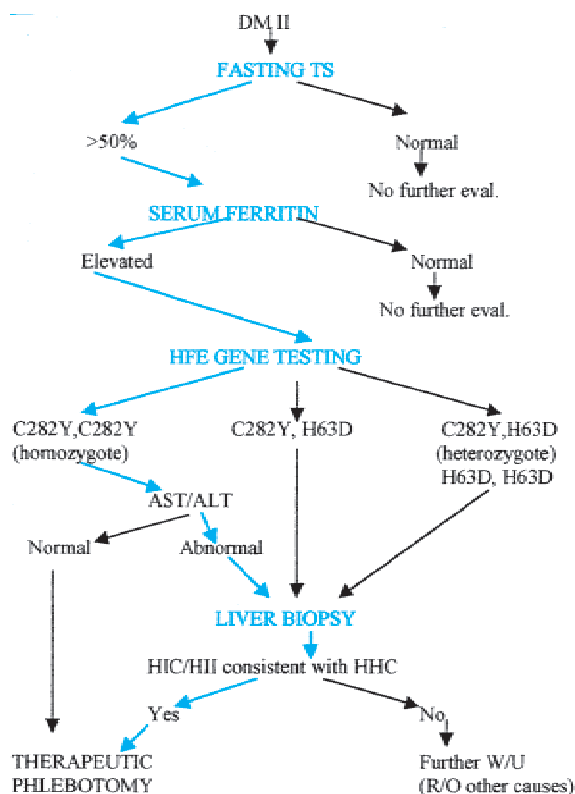 DM II
FASTING TS
>50%
Normal
No further eval.
SERUM FERRITIN
Elevated
Normal
No further eval.
HFE GENE TESTING
C282Y,C282Y
(homozygote)
C282Y, H63D
C282Y,H63D
(heterozygote)
H63D, H63D
AST/ALT
Normal
Abnormal
LIVER BIOPSY
HIC/HII consistent with HHC
Yes
No
THERAPEUTIC
PHLEBOTOMY
Further W/U
(R/O other causes)